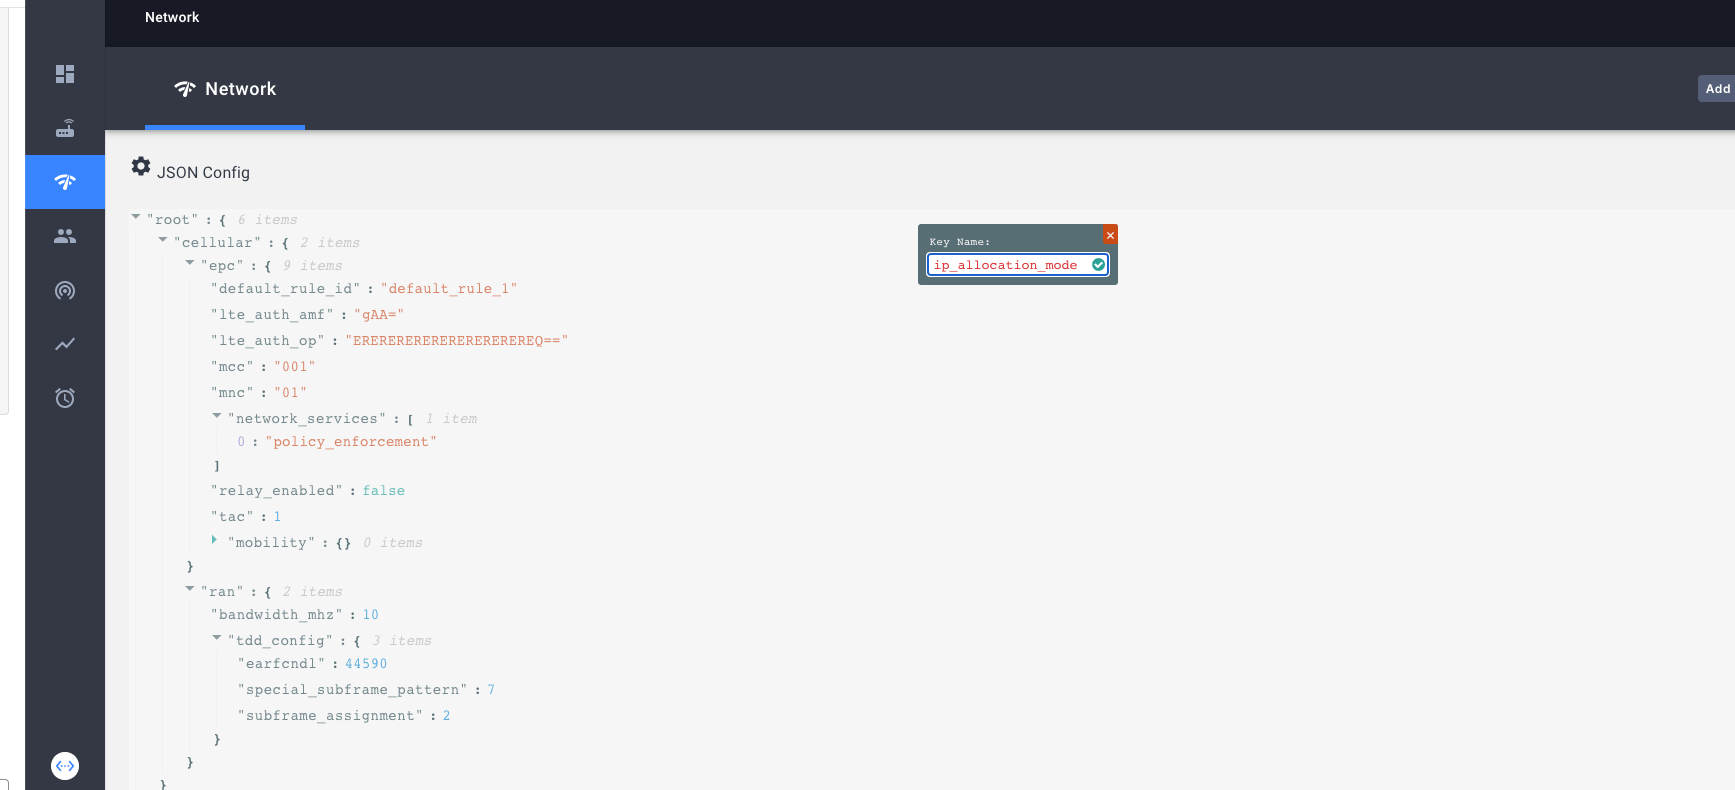 Network
Network
Add
JSON Config
"root" : { 6 items
"cellular" : { 2 items
"epc" : { 9 items
"default_rule_id" : "default_rule_1"
"lte_auth_amf" : "gAA="
"lte_auth_op" : "EREREREREREREREREREREQ=="
"mcc" : "001"
"mnc" : "01"
"network_services" : [ 1 item
0 : "policy_enforcement"
]
"relay_enabled" : false
"tac" : 1
"mobility" : {} 0 items
}
"ran" : { 2 items
"bandwidth_mhz" : 10
"tdd_config" : { 3 items
"earfcndl" : 44590
"special_subframe_pattern" : 7
"subframe_assignment" : 2
}
}
}
Key Name:
ip_allocation_mode